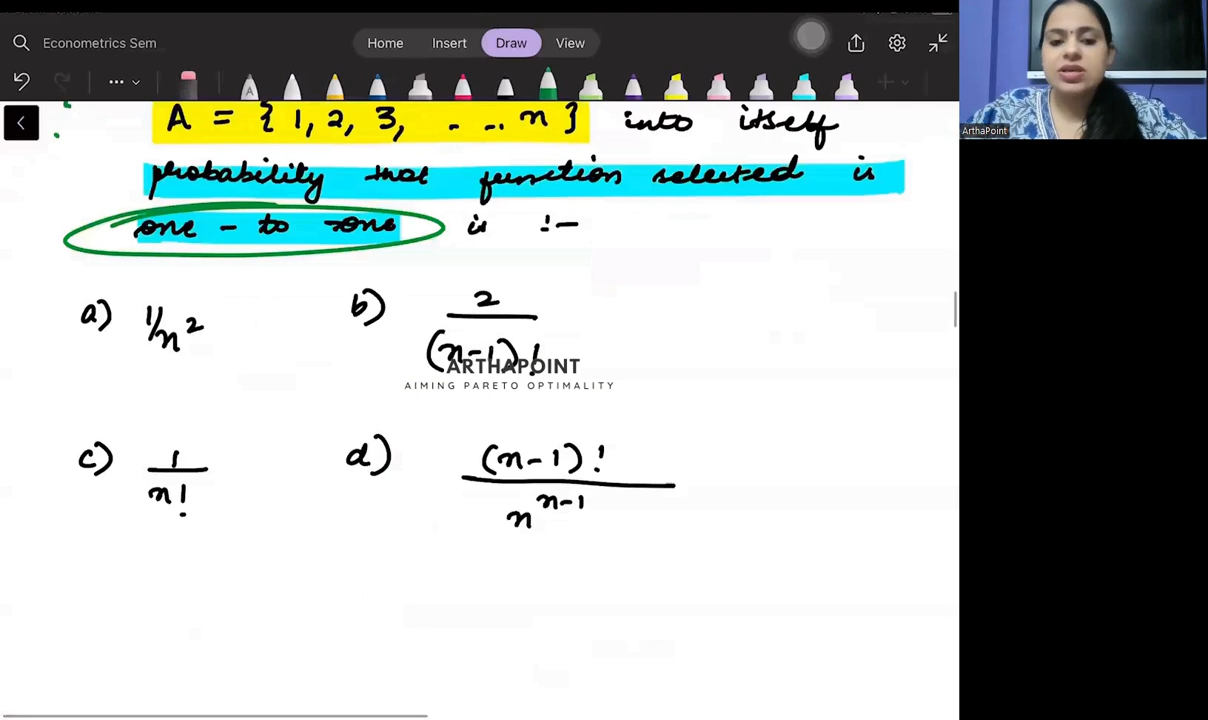 Econometrics Sem
Home Insert Draw View
A = { 1, 2, 3, . .. n } into itself
probability that function selected is
one - to one is :-
a) 1/n²
b) 2/(n-1)!
ARTHAPOINT
AIMING PARETO OPTIMALITY
c) 1/n!
d) (n-1)!/n^(n-1)
ArthaPoint